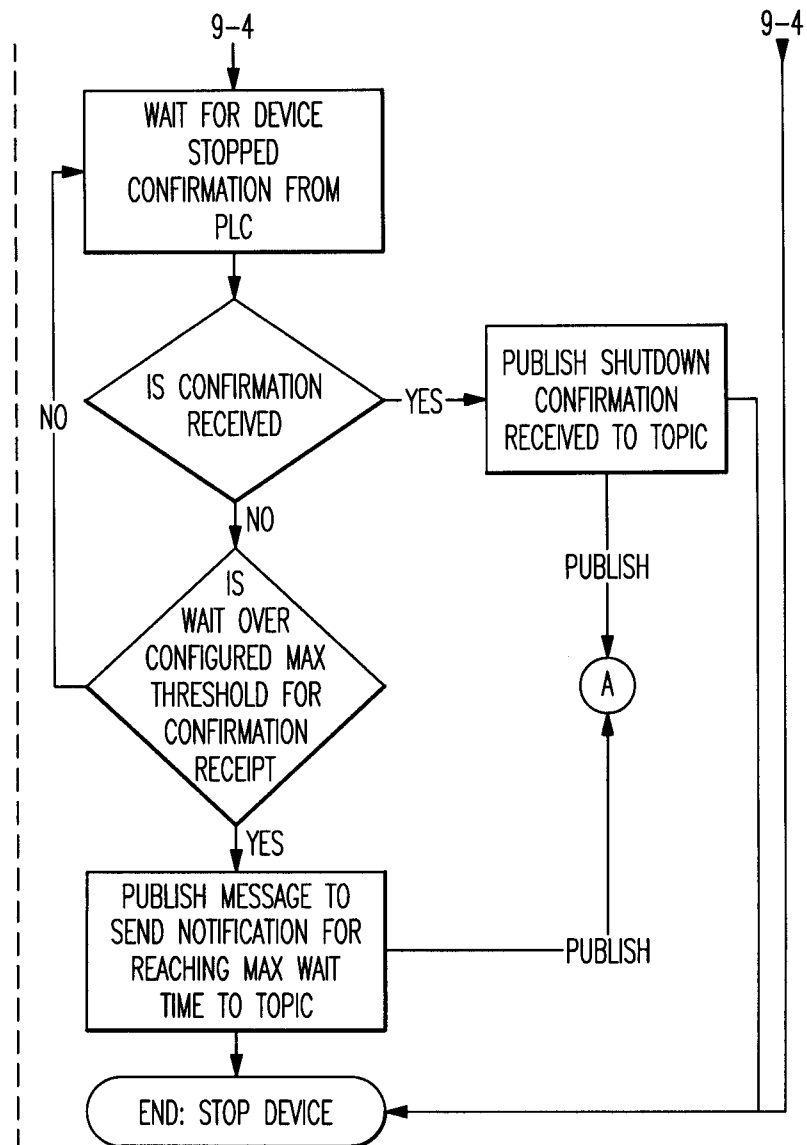 9-4
9-4
WAIT FOR DEVICE
STOPPED
CONFIRMATION FROM
PLC
IS CONFIRMATION
RECEIVED
YES
PUBLISH SHUTDOWN
CONFIRMATION
RECEIVED TO TOPIC
NO
NO
PUBLISH
IS
WAIT OVER
CONFIGURED MAX
THRESHOLD FOR
CONFIRMATION
RECEIPT
A
YES
PUBLISH MESSAGE TO
SEND NOTIFICATION FOR
REACHING MAX WAIT
TIME TO TOPIC
PUBLISH
END: STOP DEVICE